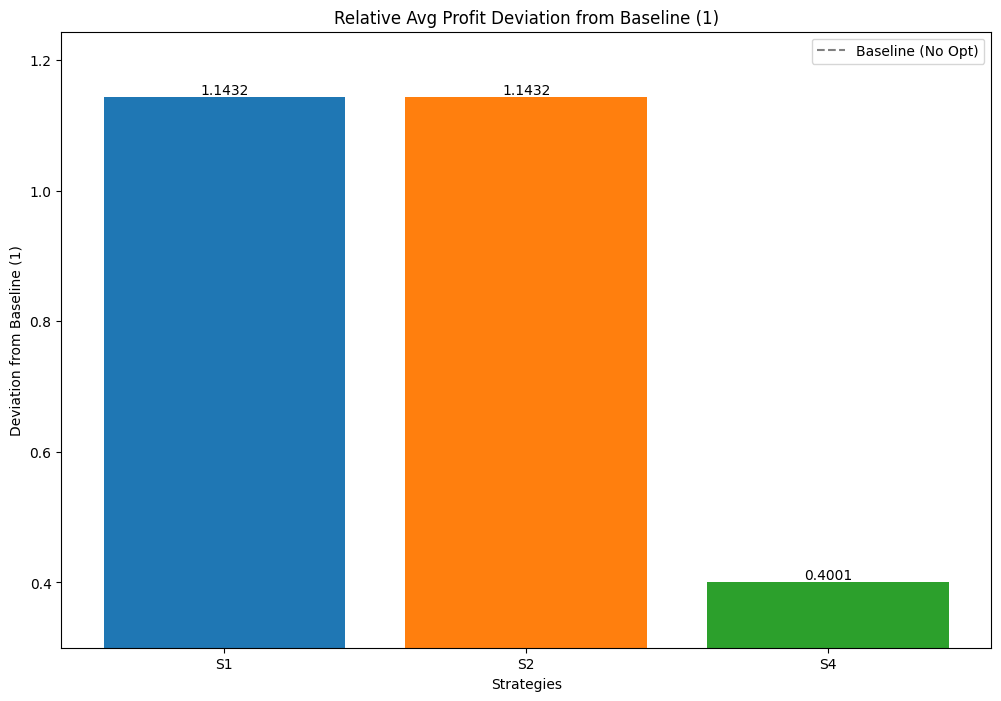 Relative Avg Profit Deviation from Baseline (1)
Baseline (No Opt)
1.2
1.0
0.8
0.6
0.4
Deviation from Baseline (1)
1.1432
1.1432
0.4001
S1
S2
S4
Strategies